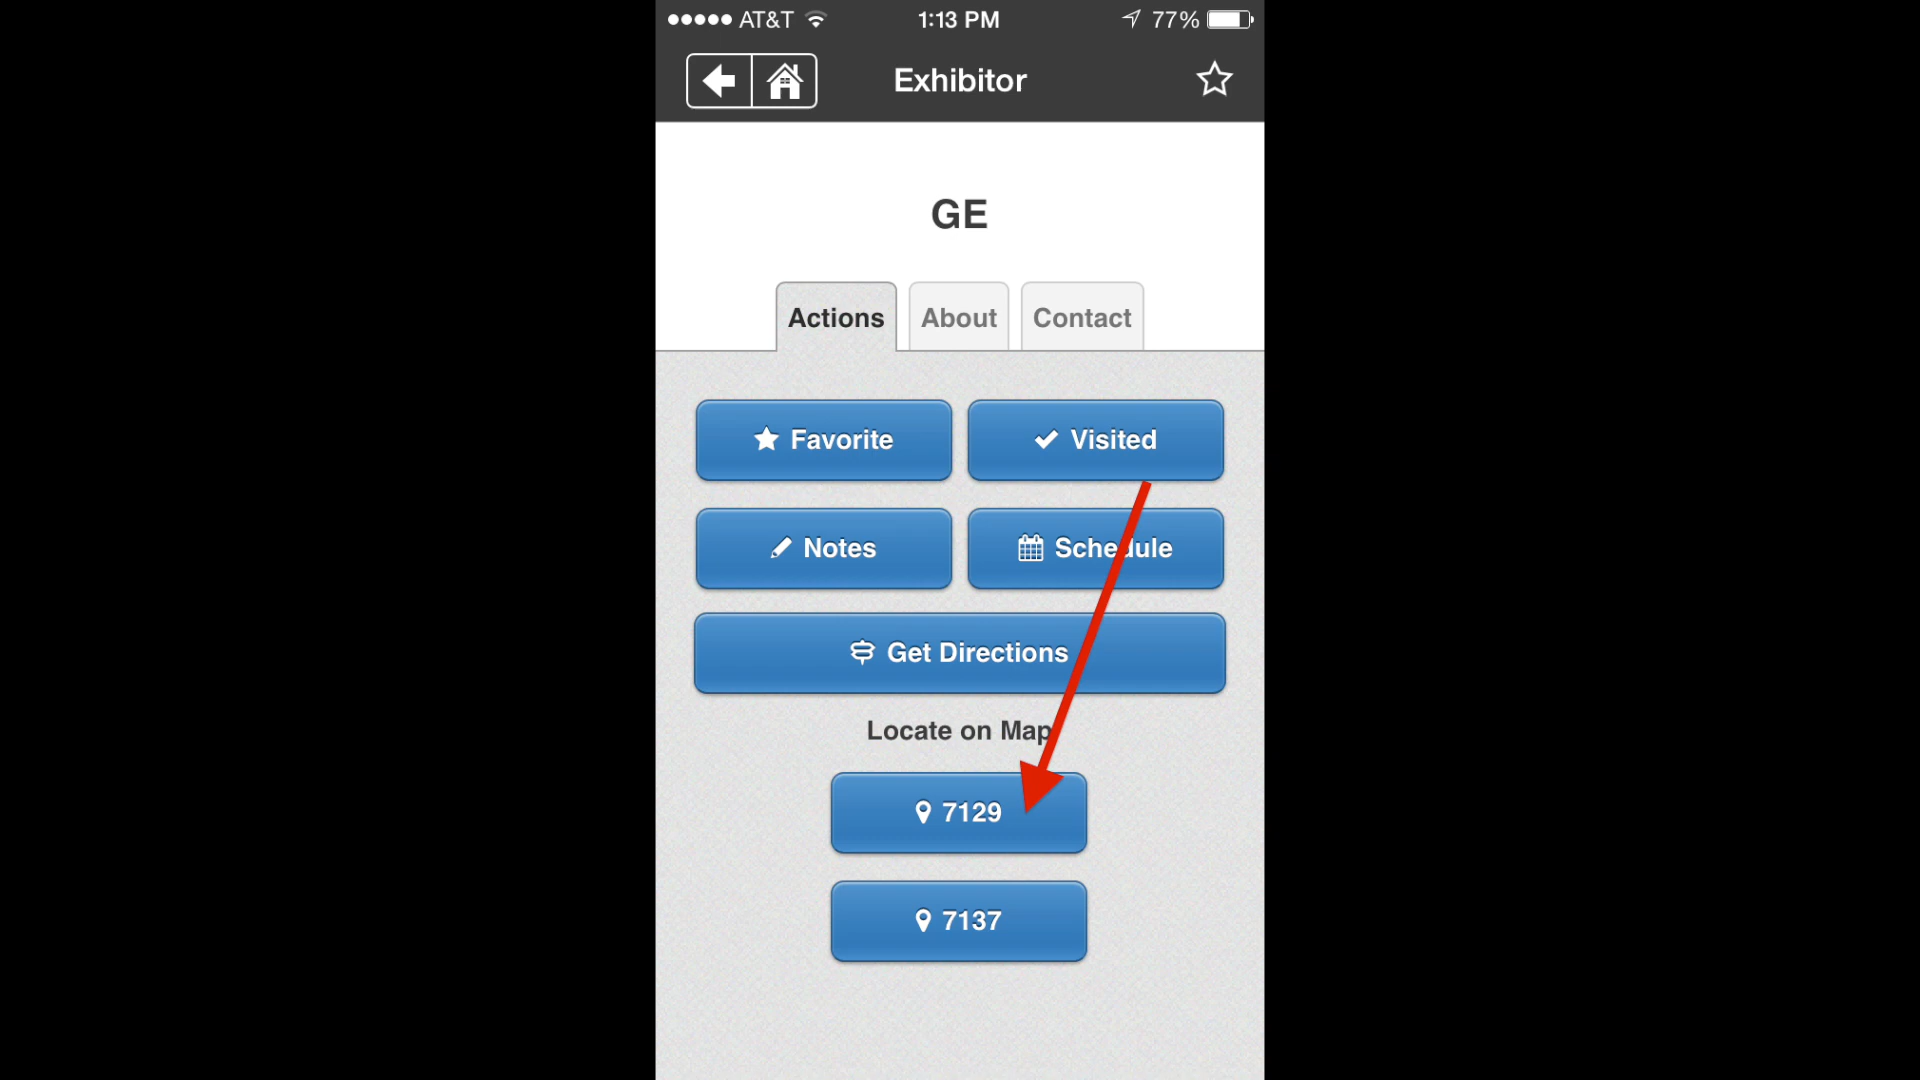 AT&T 1:13 PM 77%
Exhibitor
GE
Actions About Contact
Favorite Visited
Notes Schedule
Get Directions
Locate on Map
7129
7137